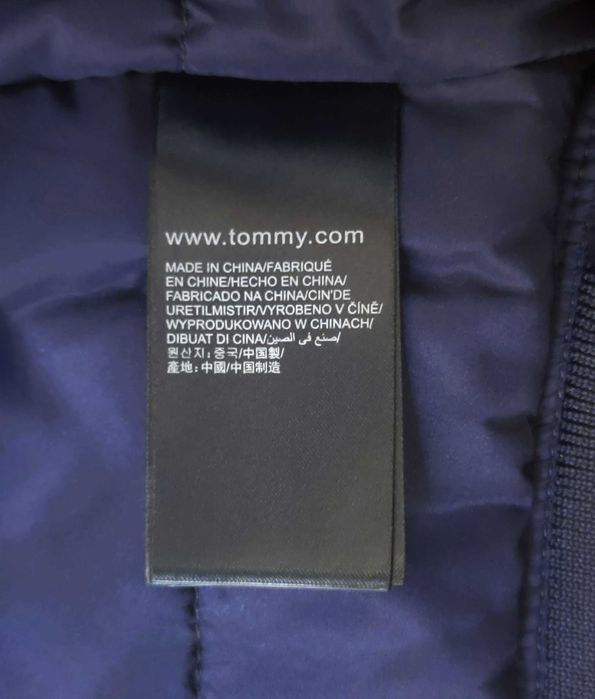 www.tommy.com
MADE IN CHINA/FABRIQUÉ
EN CHINE/HECHO EN CHINA/
FABRICADO NA CHINA/CIN'DE
URETILMISTIR/VYROBENO V ČÍNĚ/
WYPRODUKOWANO W CHINACH/
DIBUAT DI CINA/صنع في الصين/
원산지: 중국/中国製/
產地: 中國/中国制造